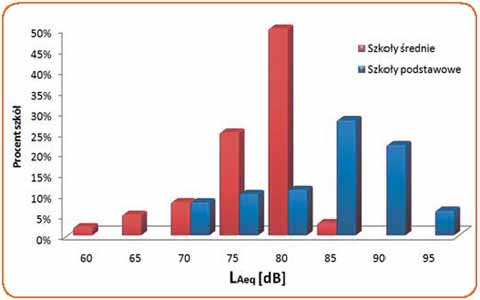 50%
45%
40%
35%
30%
25%
20%
15%
10%
5%
0%
Procent szkół
Szkoły średnie
Szkoły podstawowe
60 65 70 75 80 85 90 95
LAeq [dB]